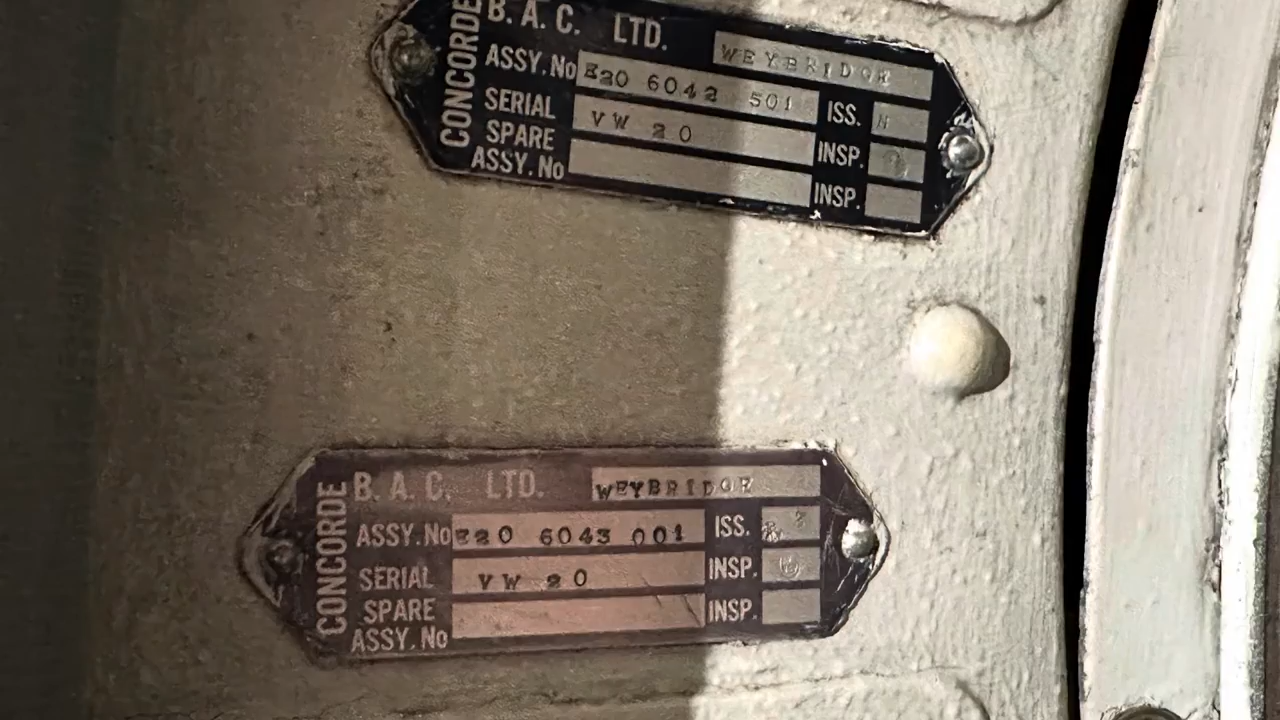 CONCORDE
B. A. C. LTD. WEYBRIDGE
ASSY. No E20 6042 501 ISS. N
SERIAL VW 20 INSP.
SPARE ASSY. No INSP.
CONCORDE
B. A. C. LTD. WEYBRIDGE
ASSY. No E20 6043 001 ISS.
SERIAL VW 20 INSP.
SPARE ASSY. No INSP.